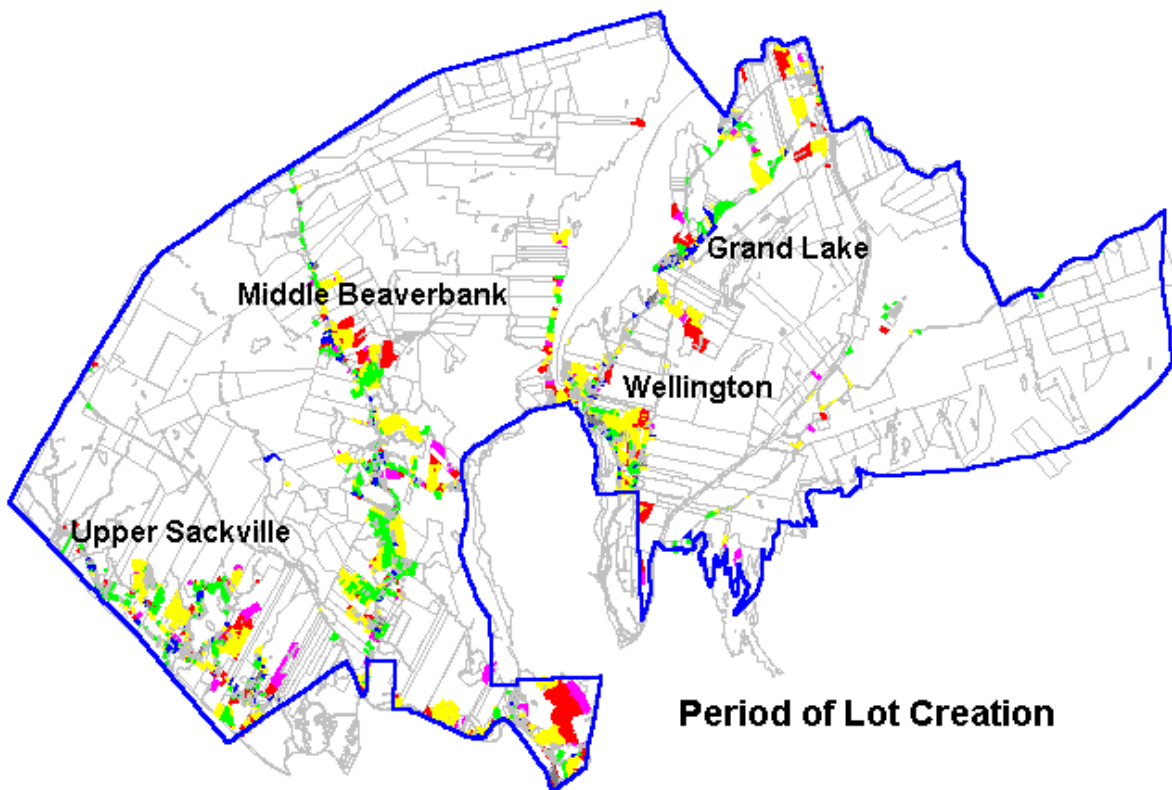 Grand Lake
Middle Beaverbank
Wellington
Upper Sackville
Period of Lot Creation